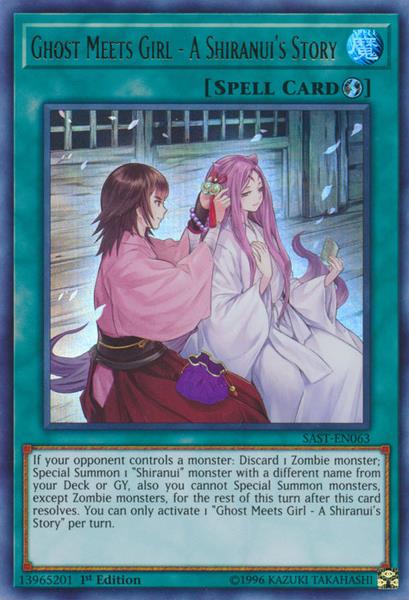 GHOST MEETS GIRL - A SHIRANUI'S STORY
[SPELL CARD]
SPELL
魔
SAST-EN063
If your opponent controls a monster: Discard 1 Zombie monster;
Special Summon 1 "Shiranui" monster with a different name from
your Deck or GY, also you cannot Special Summon monsters,
except Zombie monsters, for the rest of this turn after this card
resolves. You can only activate 1 "Ghost Meets Girl - A Shiranui's
Story" per turn.
13965201
1st Edition
©1996 KAZUKI TAKAHASHI